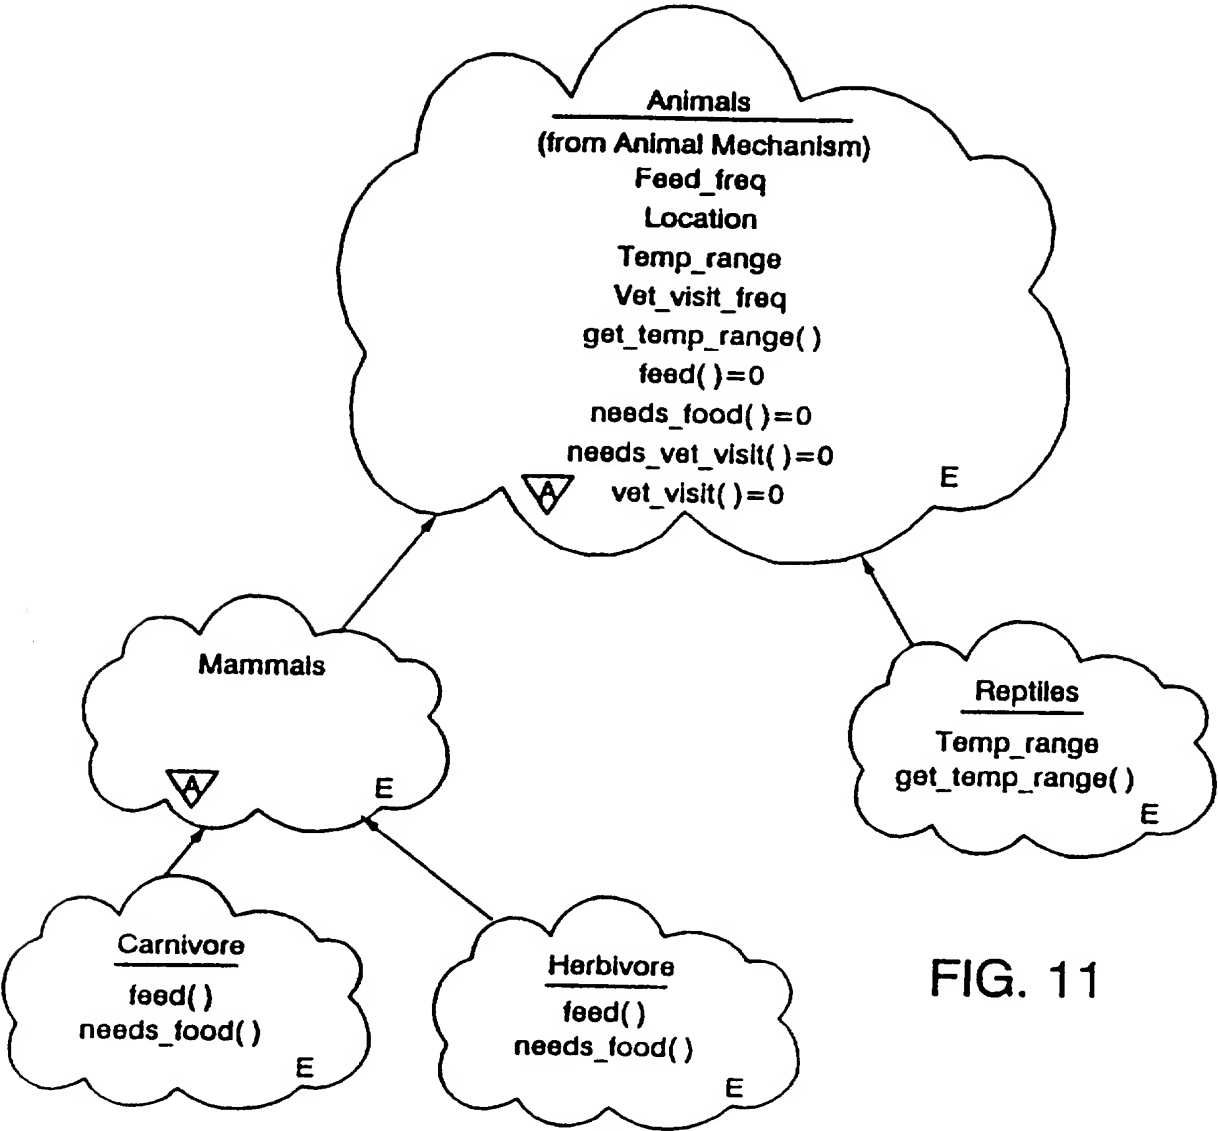 Animals
(from Animal Mechanism)
Feed_freq
Location
Temp_range
Vet_visit_freq
get_temp_range( )
feed( )=0
needs_food( )=0
needs_vet_visit( )=0
vet_visit( )=0
A
E
Mammals
A
E
Reptiles
Temp_range
get_temp_range( )
E
Carnivore
feed( )
needs_food( )
E
Herbivore
feed( )
needs_food( )
E
FIG. 11